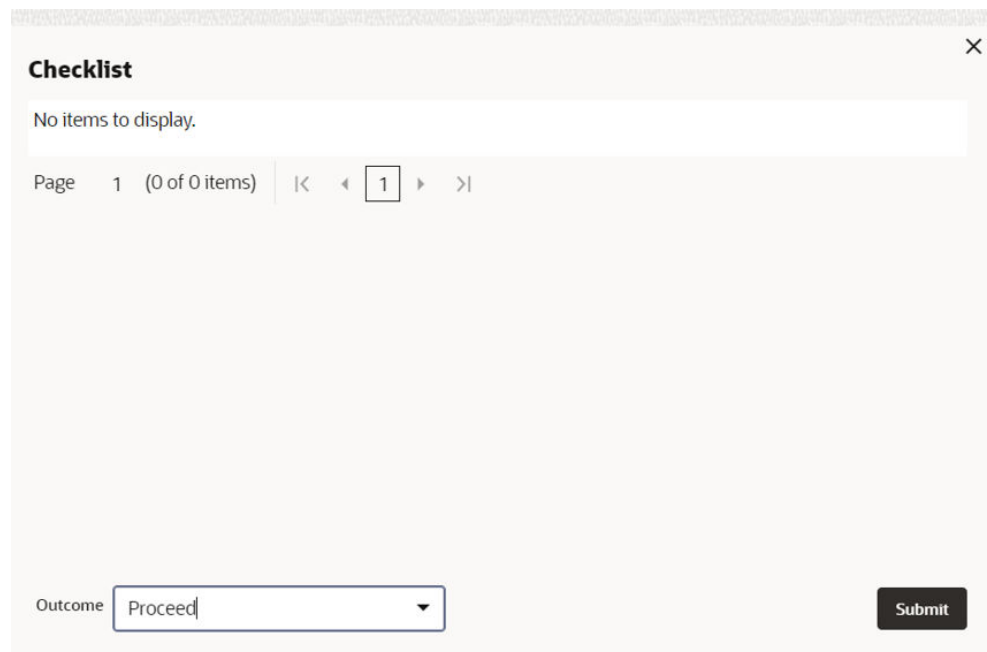 Checklist
No items to display.
Page 1 (0 of 0 items) 1
Outcome Proceed Submit